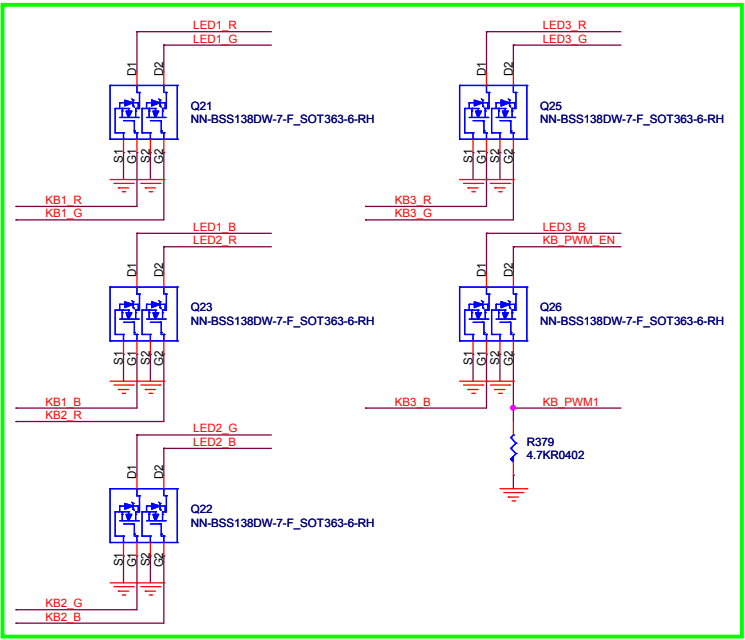 LED1_R
LED1_G
D1
D2
Q21
NN-BSS138DW-7-F_SOT363-6-RH
S1
G1
S2
G2
KB1_R
KB1_G
LED3_R
LED3_G
D1
D2
Q25
NN-BSS138DW-7-F_SOT363-6-RH
S1
G1
S2
G2
KB3_R
KB3_G
LED1_B
LED2_R
D1
D2
Q23
NN-BSS138DW-7-F_SOT363-6-RH
S1
G1
S2
G2
KB1_B
KB2_R
LED3_B
KB_PWM_EN
D1
D2
Q26
NN-BSS138DW-7-F_SOT363-6-RH
S1
G1
S2
G2
KB3_B
KB_PWM1
R379
4.7KR0402
LED2_G
LED2_B
D1
D2
Q22
NN-BSS138DW-7-F_SOT363-6-RH
S1
G1
S2
G2
KB2_G
KB2_B